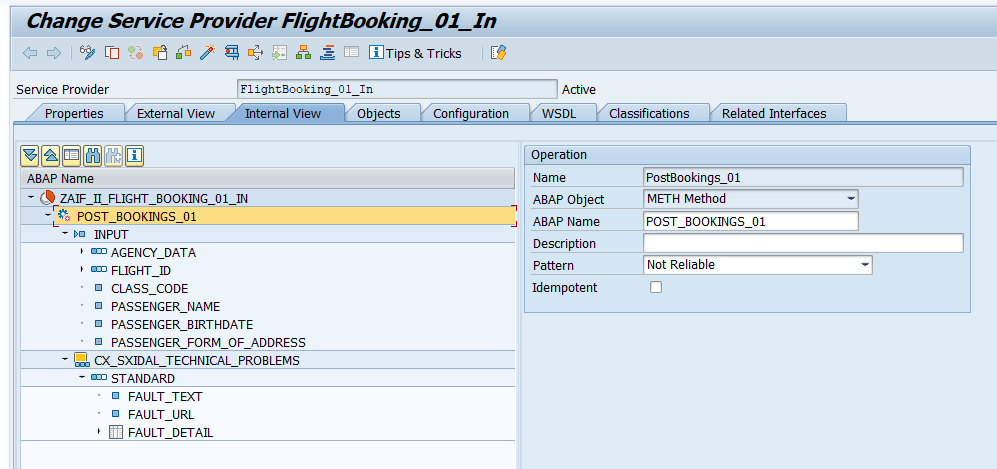 Change Service Provider FlightBooking_01_In
Tips & Tricks
Service Provider FlightBooking_01_In Active
Properties External View Internal View Objects Configuration WSDL Classifications Related Interfaces
ABAP Name
ZAIF_II_FLIGHT_BOOKING_01_IN
POST_BOOKINGS_01
INPUT
AGENCY_DATA
FLIGHT_ID
CLASS_CODE
PASSENGER_NAME
PASSENGER_BIRTHDATE
PASSENGER_FORM_OF_ADDRESS
CX_SXIDAL_TECHNICAL_PROBLEMS
STANDARD
FAULT_TEXT
FAULT_URL
FAULT_DETAIL
Operation
Name PostBookings_01
ABAP Object METH Method
ABAP Name POST_BOOKINGS_01
Description
Pattern Not Reliable
Idempotent